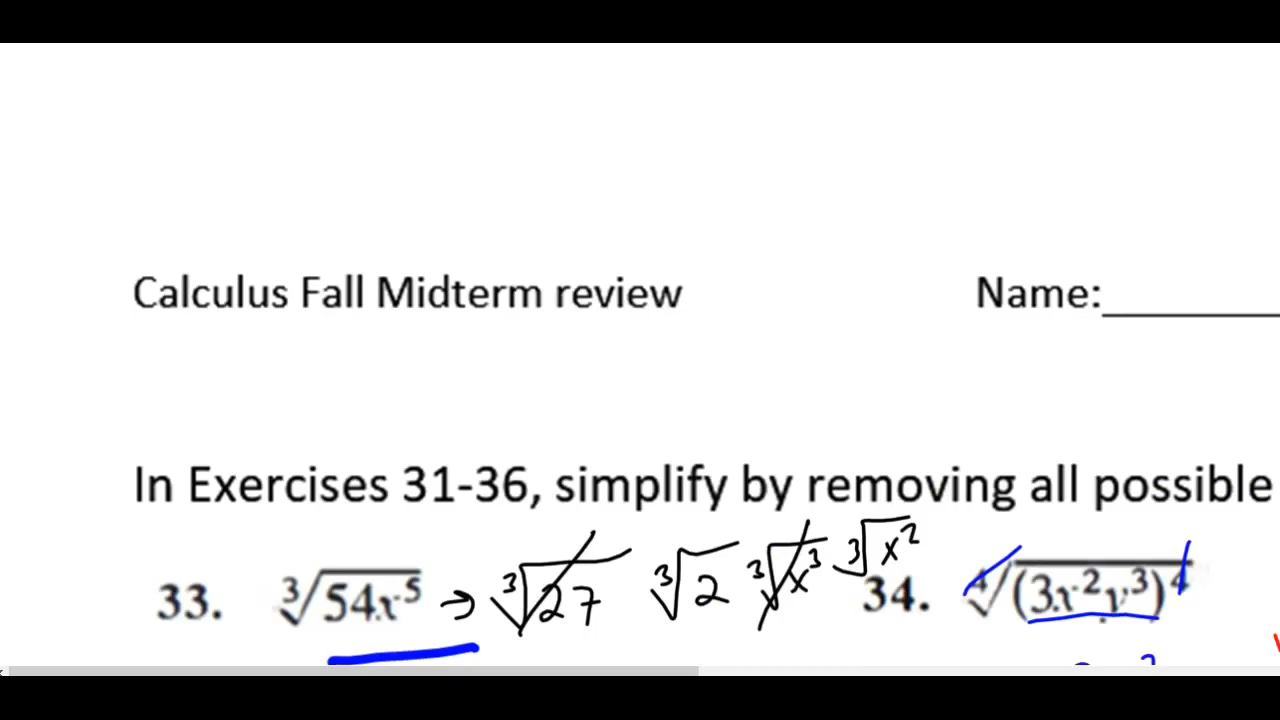 Calculus Fall Midterm review Name:
In Exercises 31-36, simplify by removing all possible
33. ∛54x⁵ → ∛27 ∛2 ∛x³ ∛x² 34. ∜(3x²y³)⁴